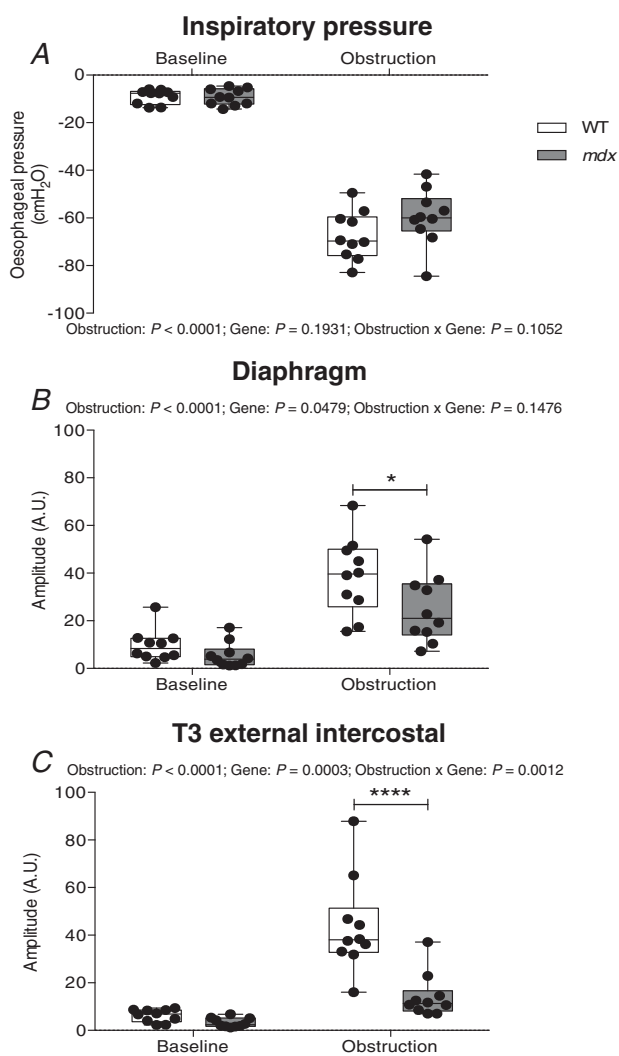 Inspiratory pressure
A
Baseline Obstruction
0
-20
-40
-60
-80
-100
Oesophageal pressure
(cmH2O)
WT
mdx
Obstruction: P < 0.0001; Gene: P = 0.1931; Obstruction x Gene: P = 0.1052
Diaphragm
B
Obstruction: P < 0.0001; Gene: P = 0.0479; Obstruction x Gene: P = 0.1476
100
80
60
40
20
0
Amplitude (A.U.)
*
Baseline Obstruction
T3 external intercostal
C
Obstruction: P < 0.0001; Gene: P = 0.0003; Obstruction x Gene: P = 0.0012
100
80
60
40
20
0
Amplitude (A.U.)
****
Baseline Obstruction